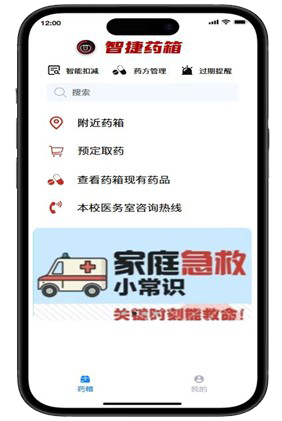 12:00
智捷药箱
智能扣减 药方管理 过期提醒
搜索
附近药箱
预定取药
查看药箱现有药品
本校医务室咨询热线
家庭急救
小常识
关键时刻能救命!
药箱 我的